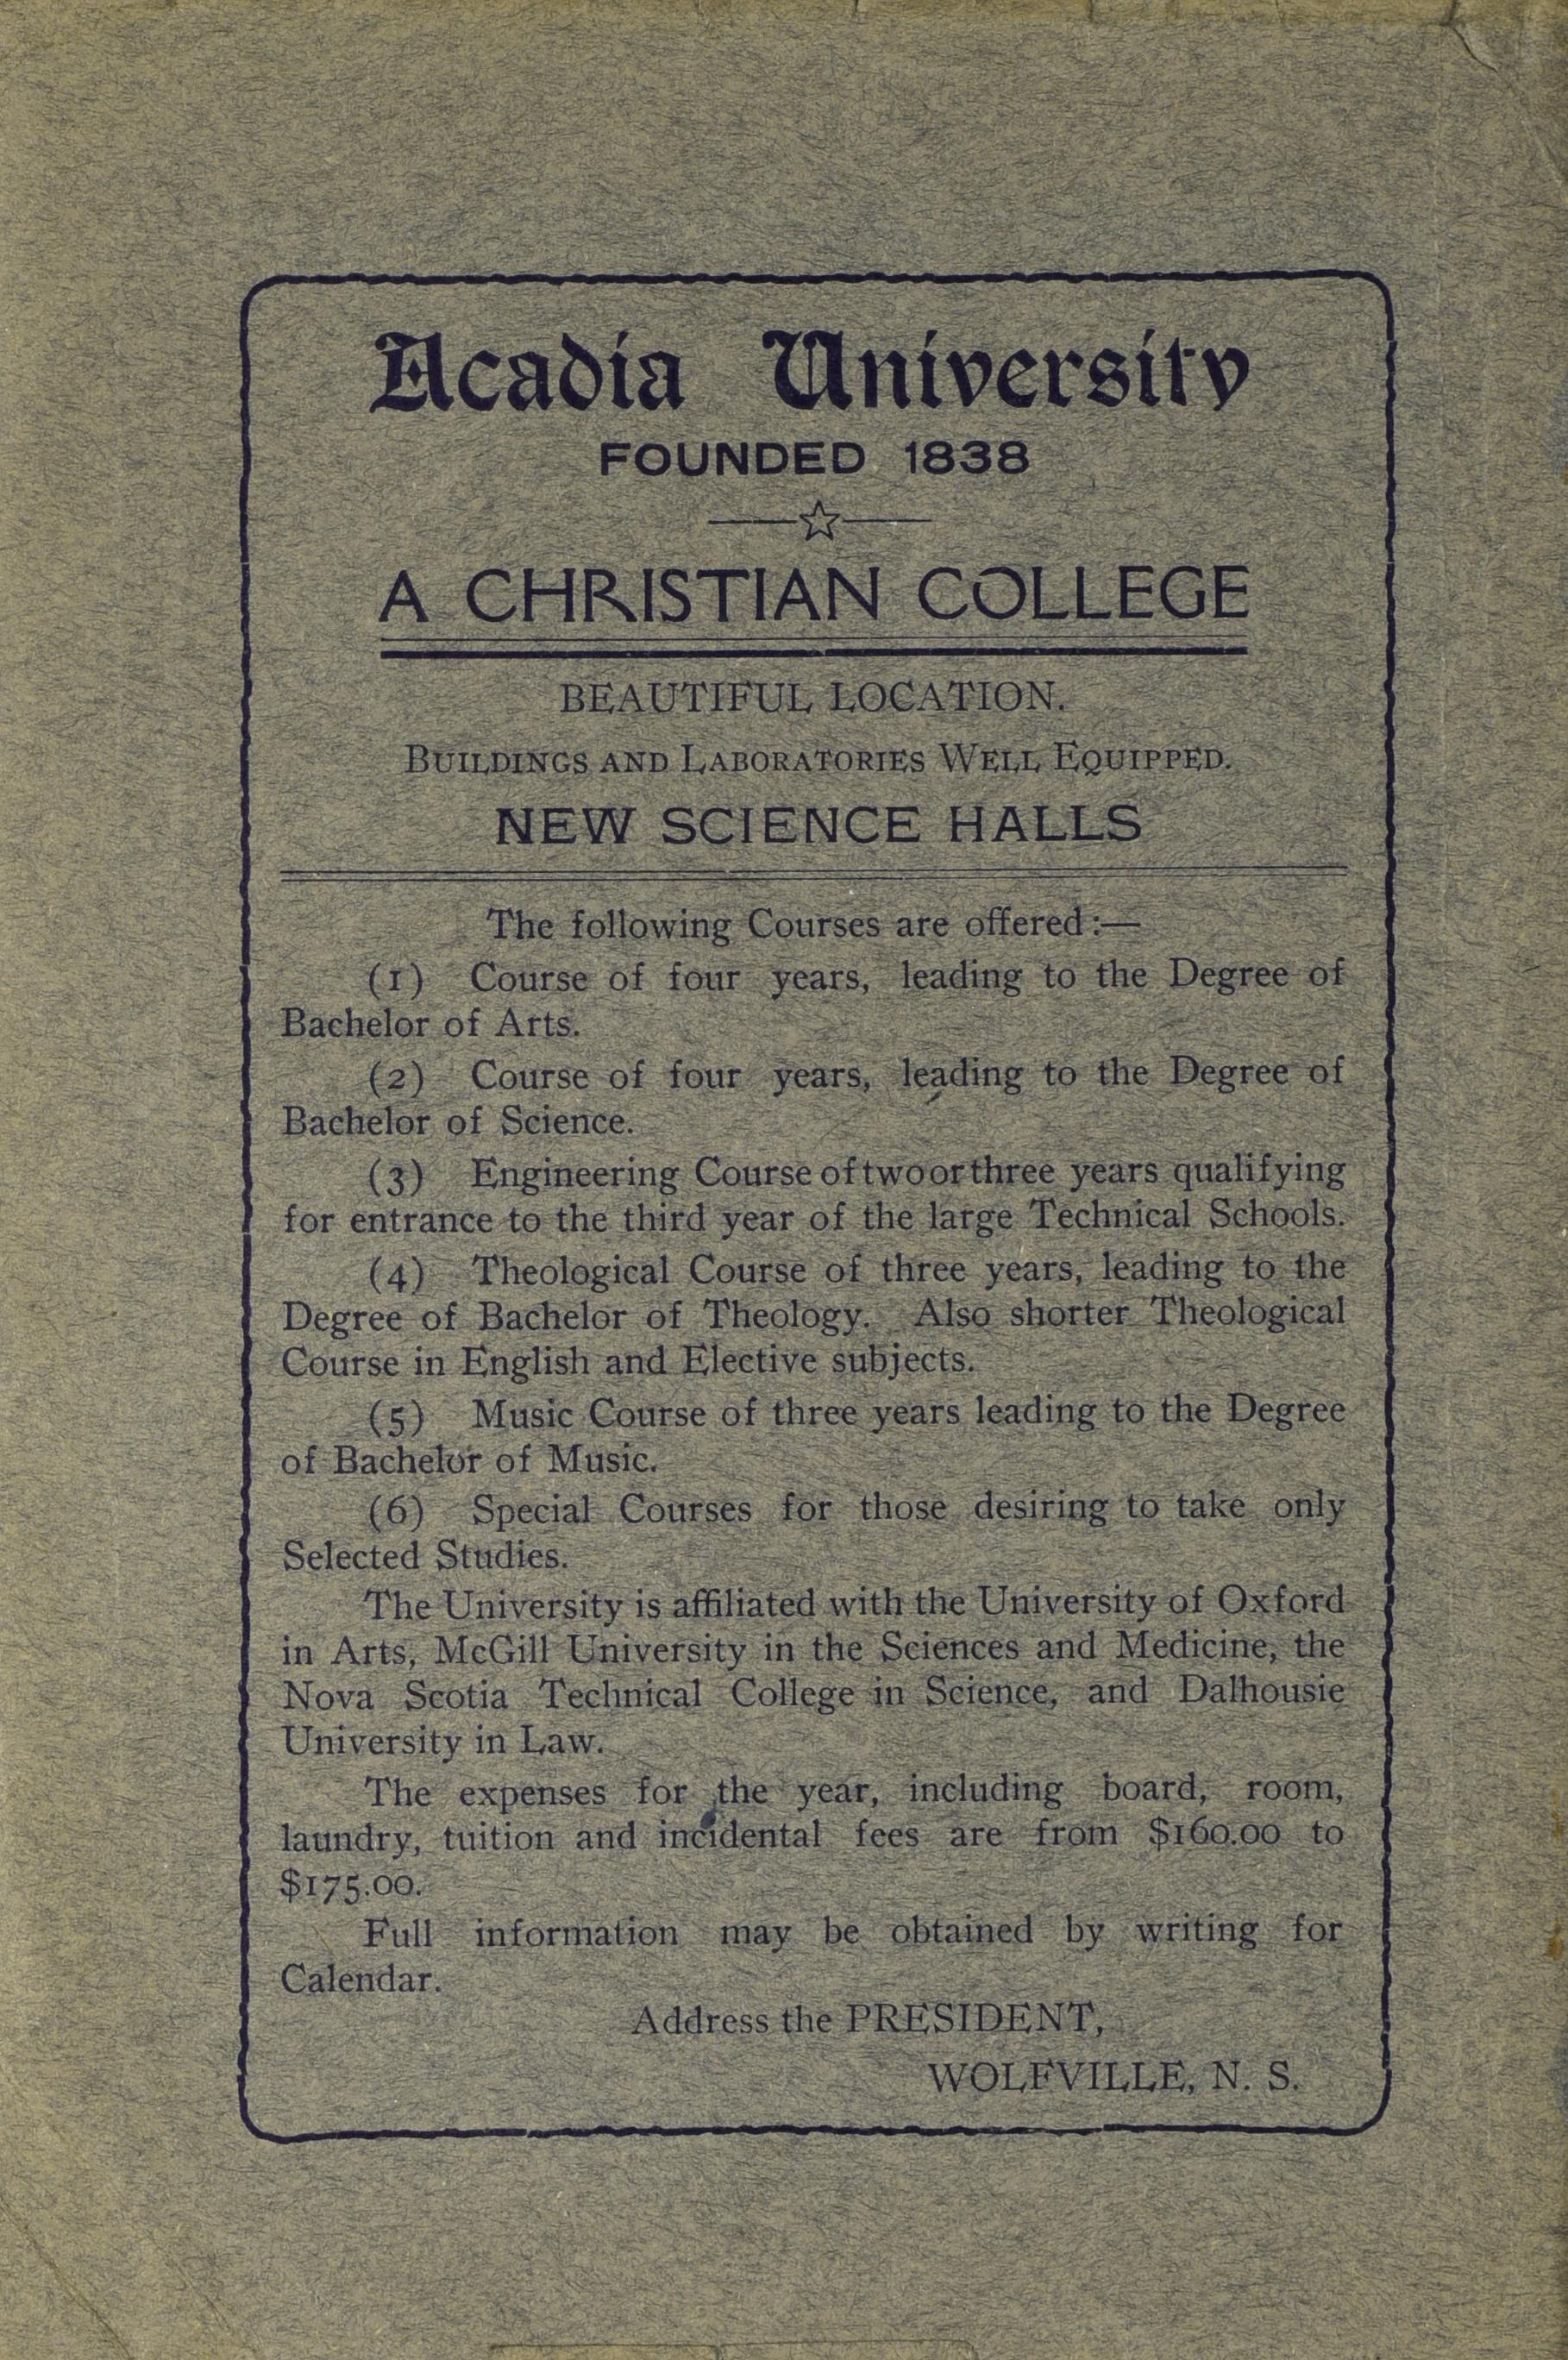 Acadia University
FOUNDED 1838
A CHRISTIAN COLLEGE
BEAUTIFUL LOCATION.
BUILDINGS AND LABORATORIES WELL EQUIPPED.
NEW SCIENCE HALLS
The following Courses are offered:—
(1) Course of four years, leading to the Degree of
Bachelor of Arts.
(2) Course of four years, leading to the Degree of
Bachelor of Science.
(3) Engineering Course of two or three years qualifying
for entrance to the third year of the large Technical Schools.
(4) Theological Course of three years, leading to the
Degree of Bachelor of Theology. Also shorter Theological
Course in English and Elective subjects.
(5) Music Course of three years leading to the Degree
of Bachelor of Music.
(6) Special Courses for those desiring to take only
Selected Studies.
The University is affiliated with the University of Oxford
in Arts, McGill University in the Sciences and Medicine, the
Nova Scotia Technical College in Science, and Dalhousie
University in Law.
The expenses for the year, including board, room,
laundry, tuition and incidental fees are from $160.00 to
$175.00.
Full information may be obtained by writing for
Calendar.
Address the PRESIDENT,
WOLFVILLE, N. S.